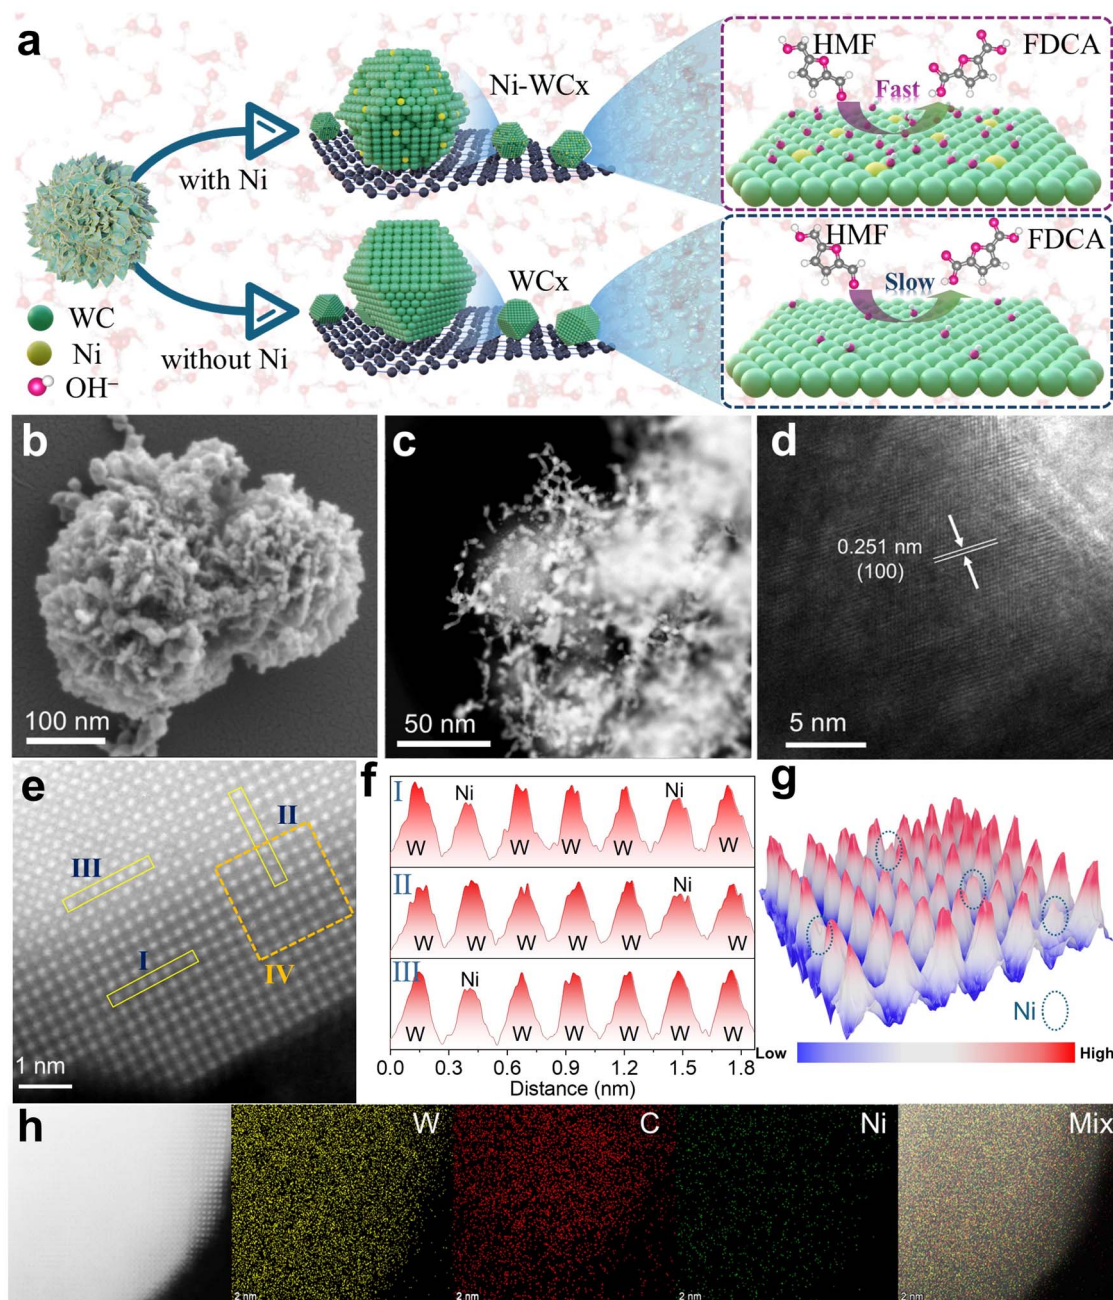 a
with Ni
without Ni
WC
Ni
OH⁻
Ni-WCx
WCx
HMF
FDCA
Fast
HMF
FDCA
Slow
b
100 nm
c
50 nm
d
0.251 nm
(100)
5 nm
e
III
II
I
IV
1 nm
f
I
Ni
Ni
W W W W W
II
Ni
W W W W W W
III
Ni
W W W W W W
0.0 0.3 0.6 0.9 1.2 1.5 1.8
Distance (nm)
g
Ni
Low High
h
W
C
Ni
Mix
2 nm
2 nm
2 nm
2 nm